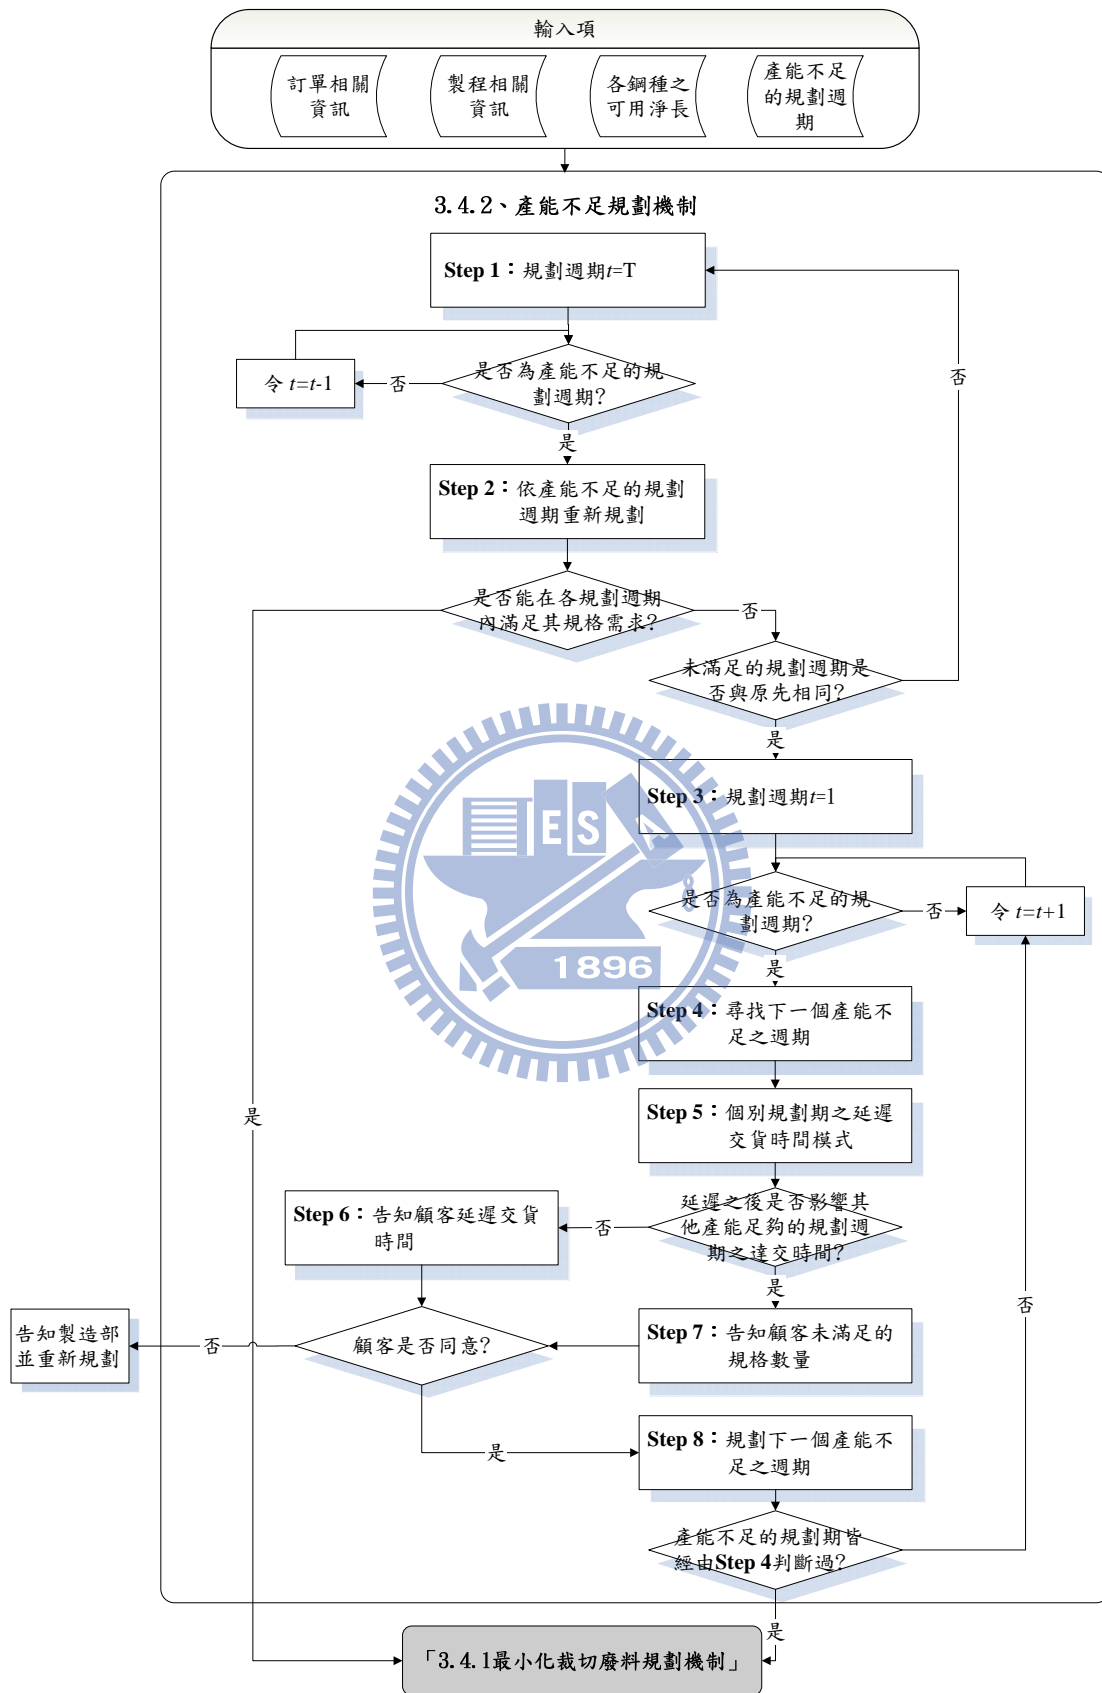 輸入項
訂單相關
資訊
製程相關
資訊
各鋼種之
可用淨長
產能不足
的規劃週
期
3.4.2、產能不足規劃機制
Step 1：規劃週期t=T
是否為產能不足的規
劃週期?
否
令 t=t-1
是
Step 2：依產能不足的規劃
週期重新規劃
是否能在各規劃週期
內滿足其規格需求?
否
是
未滿足的規劃週期是
否與原先相同?
否
是
Step 3：規劃週期t=1
是否為產能不足的規
劃週期?
否
令 t=t+1
是
Step 4：尋找下一個產能不
足之週期
Step 5：個別規劃期之延遲
交貨時間模式
延遲之後是否影響其
他產能足夠的規劃週
期之達交時間?
否
Step 6：告知顧客延遲交貨
時間
是
Step 7：告知顧客未滿足的
規格數量
顧客是否同意?
否
告知製造部
並重新規劃
是
Step 8：規劃下一個產能不
足之週期
產能不足的規劃期皆
經由Step 4判斷過?
否
是
「3.4.1最小化裁切廢料規劃機制」
E S A
1896